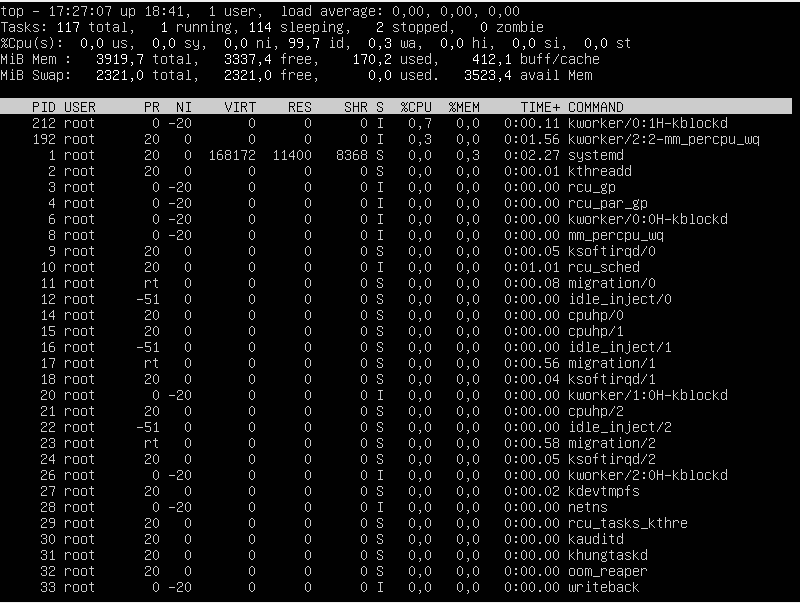 top - 17:27:07 up 18:41,  1 user,  load average: 0,00, 0,00, 0,00
Tasks: 117 total,   1 running, 114 sleeping,   2 stopped,   0 zombie
%Cpu(s):  0,0 us,  0,0 sy,  0,0 ni, 99,7 id,  0,3 wa,  0,0 hi,  0,0 si,  0,0 st
MiB Mem :   3919,7 total,   3337,4 free,    170,2 used,    412,1 buff/cache
MiB Swap:   2321,0 total,   2321,0 free,      0,0 used.   3523,4 avail Mem
PID USER      PR  NI    VIRT    RES    SHR S  %CPU  %MEM     TIME+ COMMAND
212 root       0 -20       0      0      0 I   0,7   0,0   0:00.11 kworker/0:1H-kblockd
192 root      20   0       0      0      0 I   0,3   0,0   0:01.56 kworker/2:2-mm_percpu_wq
1 root      20   0  168172  11400   8368 S   0,0   0,3   0:02.27 systemd
2 root      20   0       0      0      0 S   0,0   0,0   0:00.01 kthreadd
3 root       0 -20       0      0      0 I   0,0   0,0   0:00.00 rcu_gp
4 root       0 -20       0      0      0 I   0,0   0,0   0:00.00 rcu_par_gp
6 root       0 -20       0      0      0 I   0,0   0,0   0:00.00 kworker/0:0H-kblockd
8 root       0 -20       0      0      0 I   0,0   0,0   0:00.00 mm_percpu_wq
9 root      20   0       0      0      0 S   0,0   0,0   0:00.05 ksoftirqd/0
10 root      20   0       0      0      0 I   0,0   0,0   0:01.01 rcu_sched
11 root      rt   0       0      0      0 S   0,0   0,0   0:00.08 migration/0
12 root     -51   0       0      0      0 S   0,0   0,0   0:00.00 idle_inject/0
14 root      20   0       0      0      0 S   0,0   0,0   0:00.00 cpuhp/0
15 root      20   0       0      0      0 S   0,0   0,0   0:00.00 cpuhp/1
16 root     -51   0       0      0      0 S   0,0   0,0   0:00.00 idle_inject/1
17 root      rt   0       0      0      0 S   0,0   0,0   0:00.56 migration/1
18 root      20   0       0      0      0 S   0,0   0,0   0:00.04 ksoftirqd/1
20 root       0 -20       0      0      0 I   0,0   0,0   0:00.00 kworker/1:0H-kblockd
21 root      20   0       0      0      0 S   0,0   0,0   0:00.00 cpuhp/2
22 root     -51   0       0      0      0 S   0,0   0,0   0:00.00 idle_inject/2
23 root      rt   0       0      0      0 S   0,0   0,0   0:00.58 migration/2
24 root      20   0       0      0      0 S   0,0   0,0   0:00.05 ksoftirqd/2
26 root       0 -20       0      0      0 I   0,0   0,0   0:00.00 kworker/2:0H-kblockd
27 root      20   0       0      0      0 S   0,0   0,0   0:00.02 kdevtmpfs
28 root       0 -20       0      0      0 I   0,0   0,0   0:00.00 netns
29 root      20   0       0      0      0 S   0,0   0,0   0:00.00 rcu_tasks_kthre
30 root      20   0       0      0      0 S   0,0   0,0   0:00.00 kauditd
31 root      20   0       0      0      0 S   0,0   0,0   0:00.00 khungtaskd
32 root      20   0       0      0      0 S   0,0   0,0   0:00.00 oom_reaper
33 root       0 -20       0      0      0 I   0,0   0,0   0:00.00 writeback